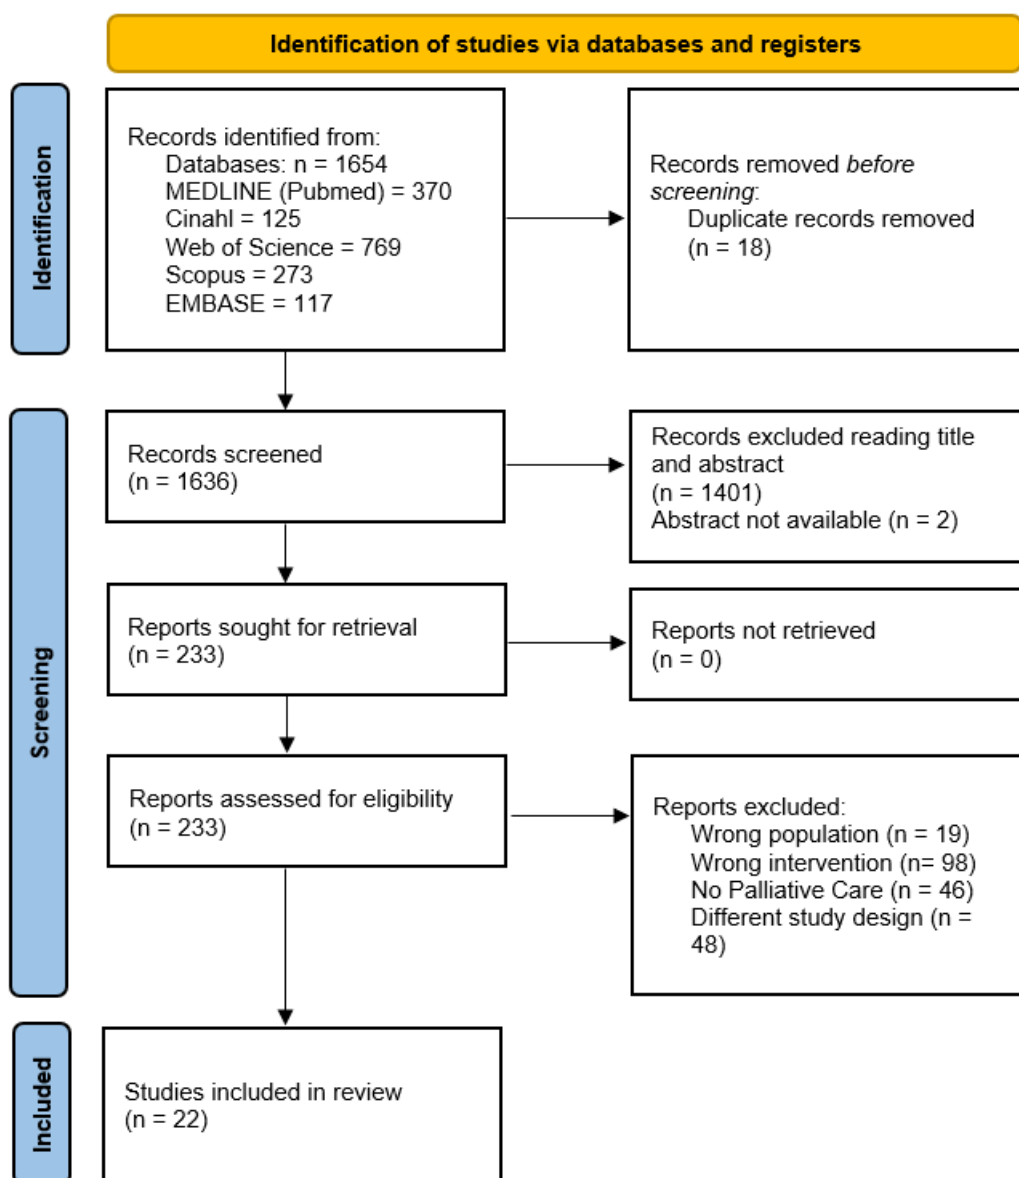 Identification of studies via databases and registers
Identification
Records identified from:
Databases: n = 1654
MEDLINE (Pubmed) = 370
Cinahl = 125
Web of Science = 769
Scopus = 273
EMBASE = 117
Records removed before
screening:
Duplicate records removed
(n = 18)
Screening
Records screened
(n = 1636)
Records excluded reading title
and abstract
(n = 1401)
Abstract not available (n = 2)
Reports sought for retrieval
(n = 233)
Reports not retrieved
(n = 0)
Reports assessed for eligibility
(n = 233)
Reports excluded:
Wrong population (n = 19)
Wrong intervention (n= 98)
No Palliative Care (n = 46)
Different study design (n =
48)
Included
Studies included in review
(n = 22)